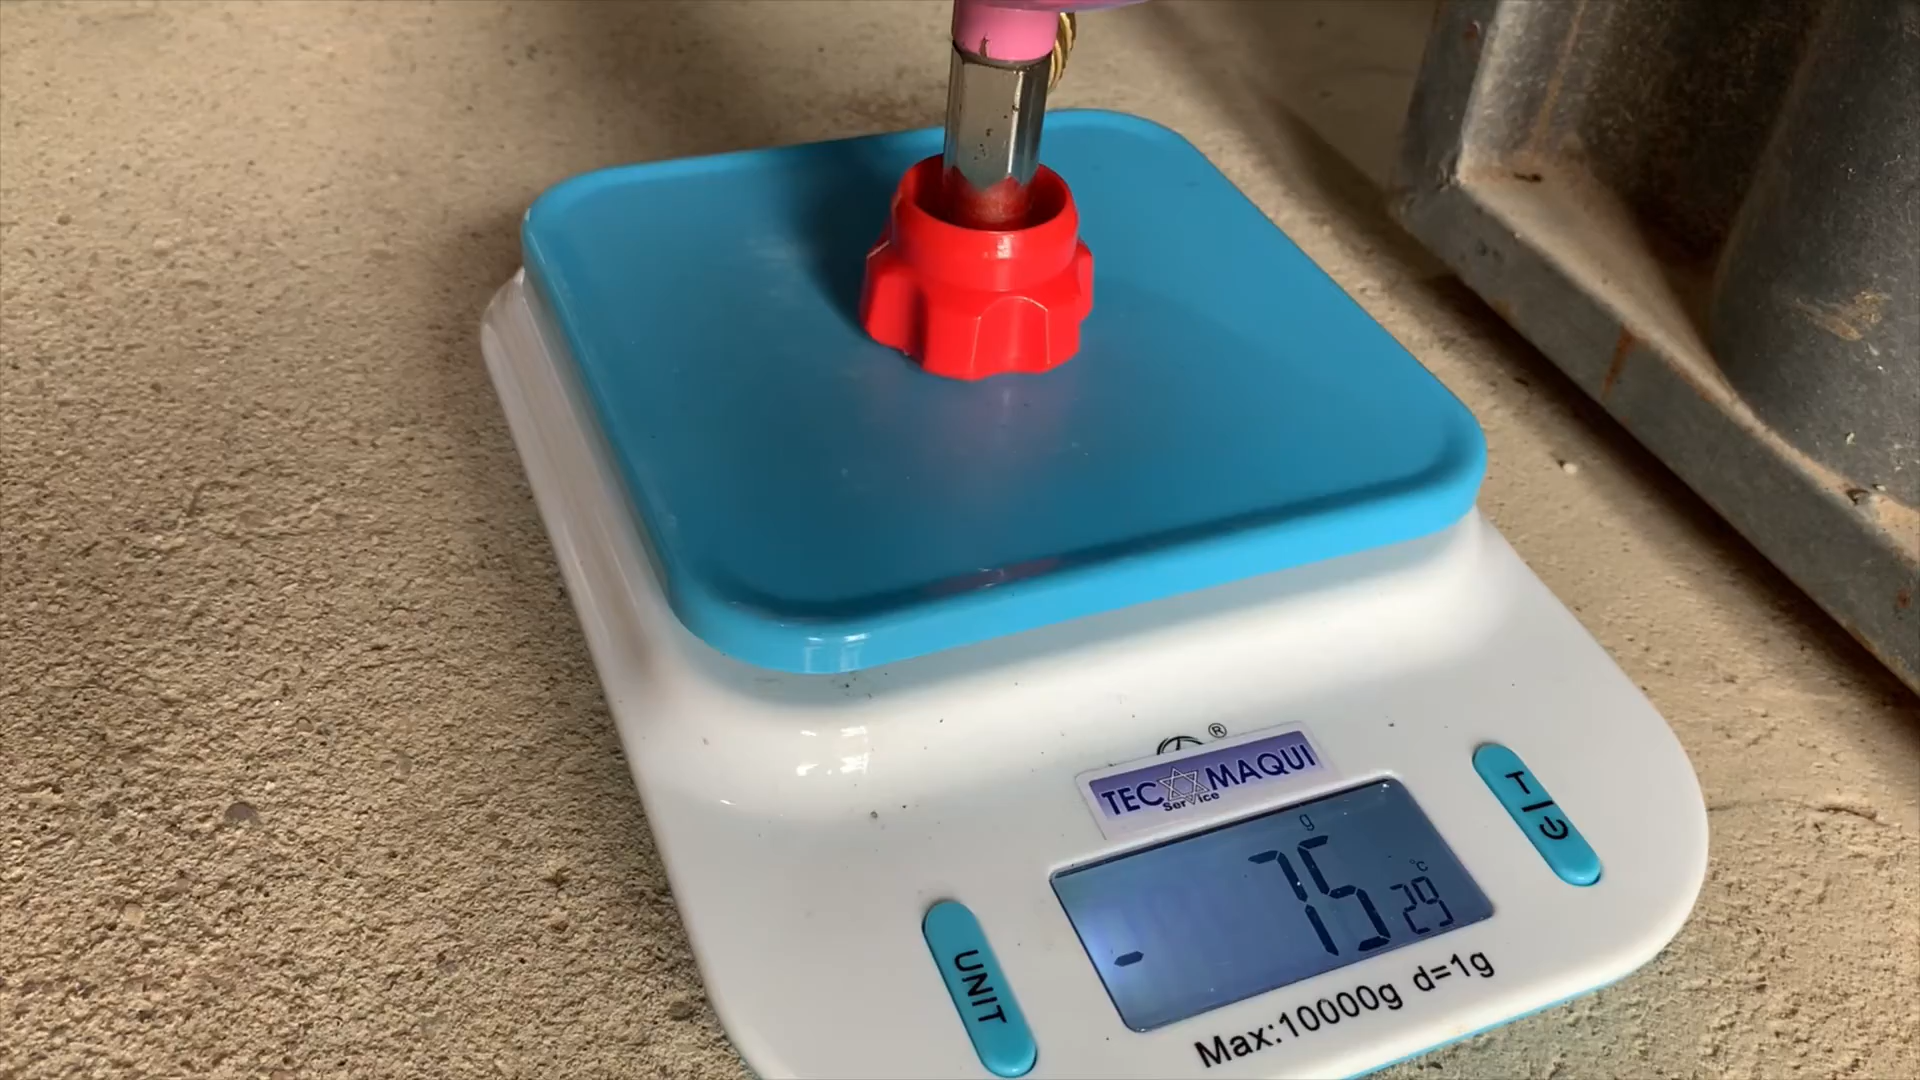 ®
TEC MAQUI
Service
g
- 75
°C
29
T/⏻
UNIT
Max:10000g d=1g